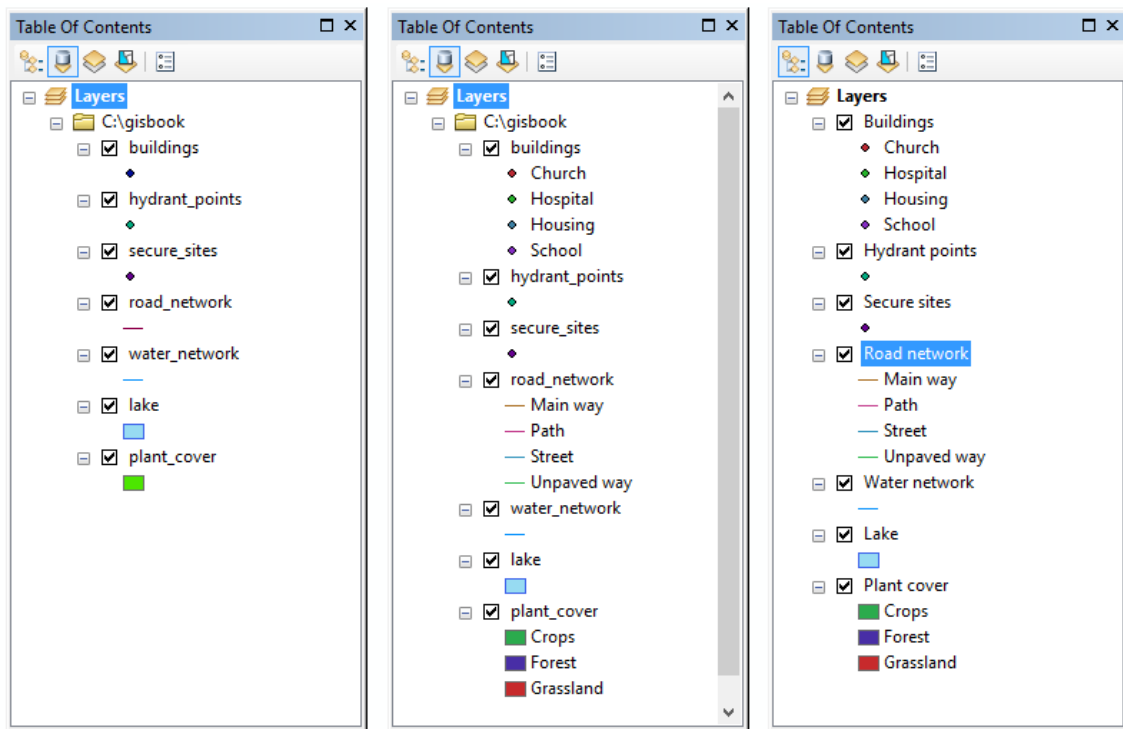 Table Of Contents
Layers
C:\gisbook
buildings
hydrant_points
secure_sites
road_network
water_network
lake
plant_cover
Table Of Contents
Layers
C:\gisbook
buildings
Church
Hospital
Housing
School
hydrant_points
secure_sites
road_network
Main way
Path
Street
Unpaved way
water_network
lake
plant_cover
Crops
Forest
Grassland
Table Of Contents
Layers
Buildings
Church
Hospital
Housing
School
Hydrant points
Secure sites
Road network
Main way
Path
Street
Unpaved way
Water network
Lake
Plant cover
Crops
Forest
Grassland